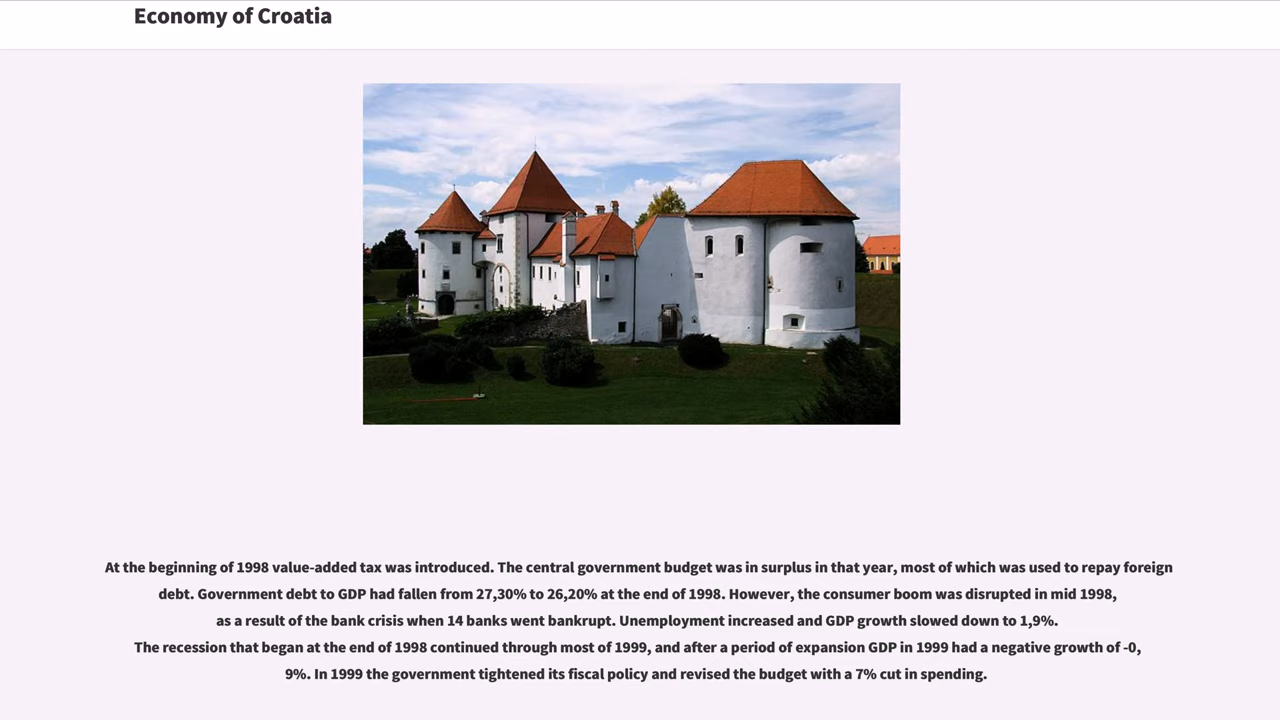 Economy of Croatia
At the beginning of 1998 value-added tax was introduced. The central government budget was in surplus in that year, most of which was used to repay foreign
debt. Government debt to GDP had fallen from 27,30% to 26,20% at the end of 1998. However, the consumer boom was disrupted in mid 1998,
as a result of the bank crisis when 14 banks went bankrupt. Unemployment increased and GDP growth slowed down to 1,9%.
The recession that began at the end of 1998 continued through most of 1999, and after a period of expansion GDP in 1999 had a negative growth of -0,
9%. In 1999 the government tightened its fiscal policy and revised the budget with a 7% cut in spending.